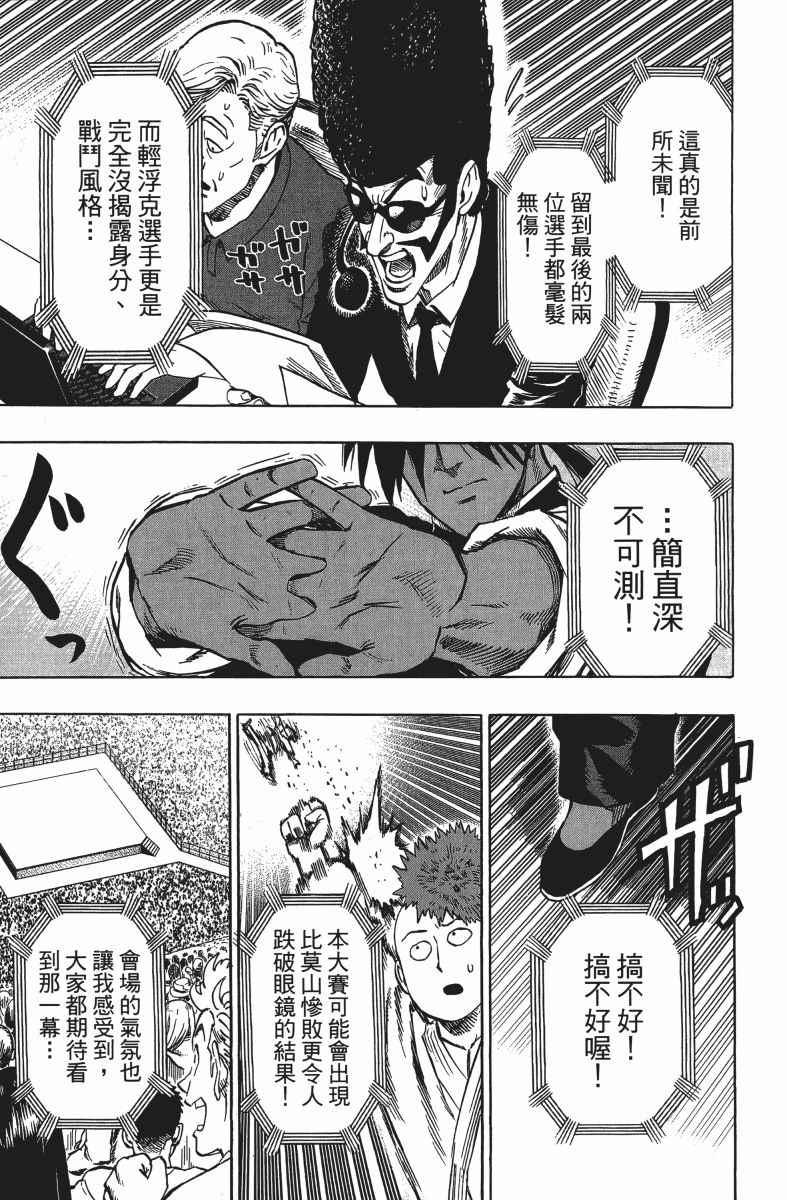 這真的是前
所未聞！
留到最後的兩
位選手都毫髮
無傷！
而輕浮克選手更是
完全沒揭露身分、
戰鬥風格…
ガサ
ガサ
…簡直深
不可測！
ぐっ
ザッ
搞不好！
搞不好喔！
本大賽可能會出現
比莫山慘敗更令人
跌破眼鏡的結果！
會場的氣氛也
讓我感受到，
大家都期待看
到那一幕…